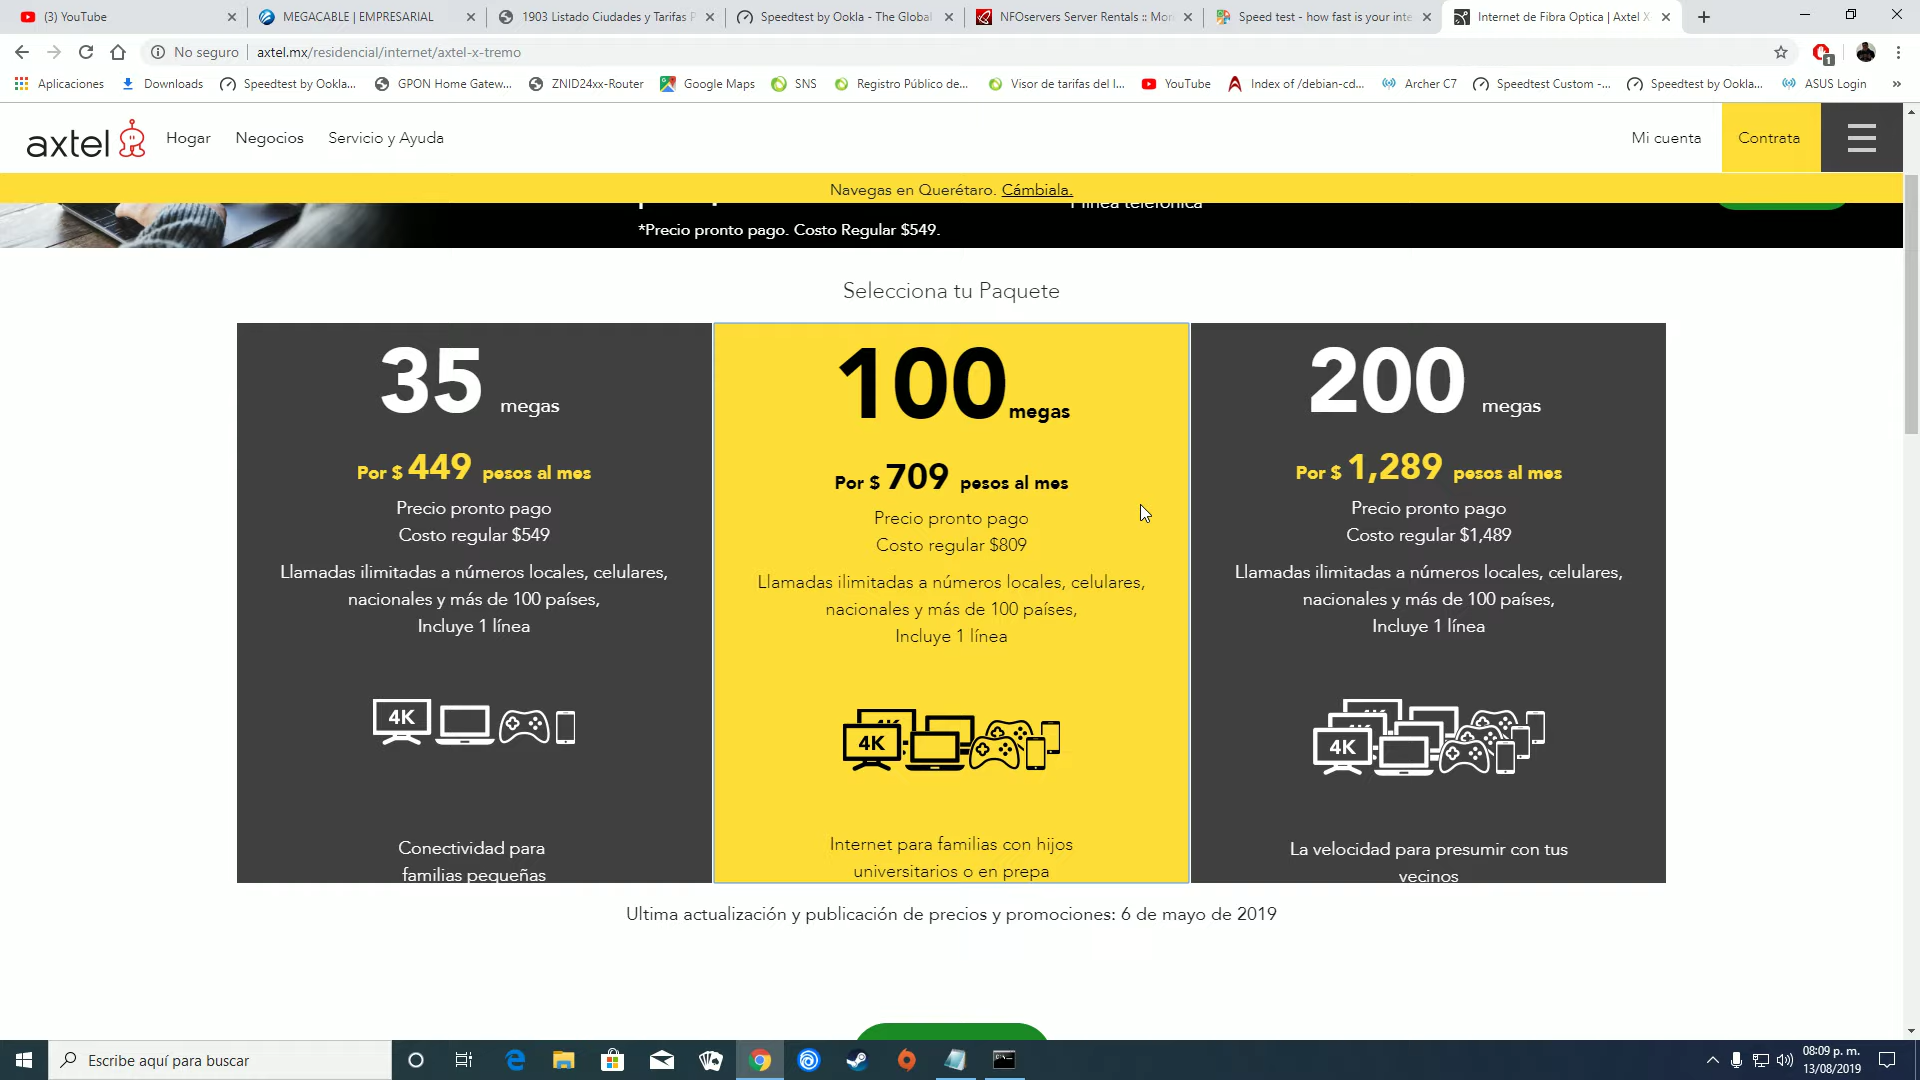 (3) YouTube
MEGACABLE | EMPRESARIAL
1903 Listado Ciudades y Tarifas P
Speedtest by Ookla - The Global
NFOservers Server Rentals :: Mon
Speed test - how fast is your inte
Internet de Fibra Optica | Axtel X
No seguro
axtel.mx/residencial/internet/axtel-x-tremo
1
Aplicaciones
Downloads
Speedtest by Ookla...
GPON Home Gatew...
ZNID24xx-Router
Google Maps
SNS
Registro Público de...
Visor de tarifas del I...
YouTube
Index of /debian-cd...
Archer C7
Speedtest Custom -...
Speedtest by Ookla...
ASUS Login
»
axtel
Hogar
Negocios
Servicio y Ayuda
Mi cuenta
Contrata
Navegas en Querétaro. Cámbiala.
1 línea telefónica
*Precio pronto pago. Costo Regular $549.
Selecciona tu Paquete
35 megas
Por $ 449 pesos al mes
Precio pronto pago
Costo regular $549
Llamadas ilimitadas a números locales, celulares,
nacionales y más de 100 países,
Incluye 1 línea
4K
Conectividad para
familias pequeñas
100 megas
Por $ 709 pesos al mes
Precio pronto pago
Costo regular $809
Llamadas ilimitadas a números locales, celulares,
nacionales y más de 100 países,
Incluye 1 línea
4K
4K
Internet para familias con hijos
universitarios o en prepa
200 megas
Por $ 1,289 pesos al mes
Precio pronto pago
Costo regular $1,489
Llamadas ilimitadas a números locales, celulares,
nacionales y más de 100 países,
Incluye 1 línea
4K
4K
4K
La velocidad para presumir con tus
vecinos
Ultima actualización y publicación de precios y promociones: 6 de mayo de 2019
Escribe aquí para buscar
08:09 p. m.
13/08/2019